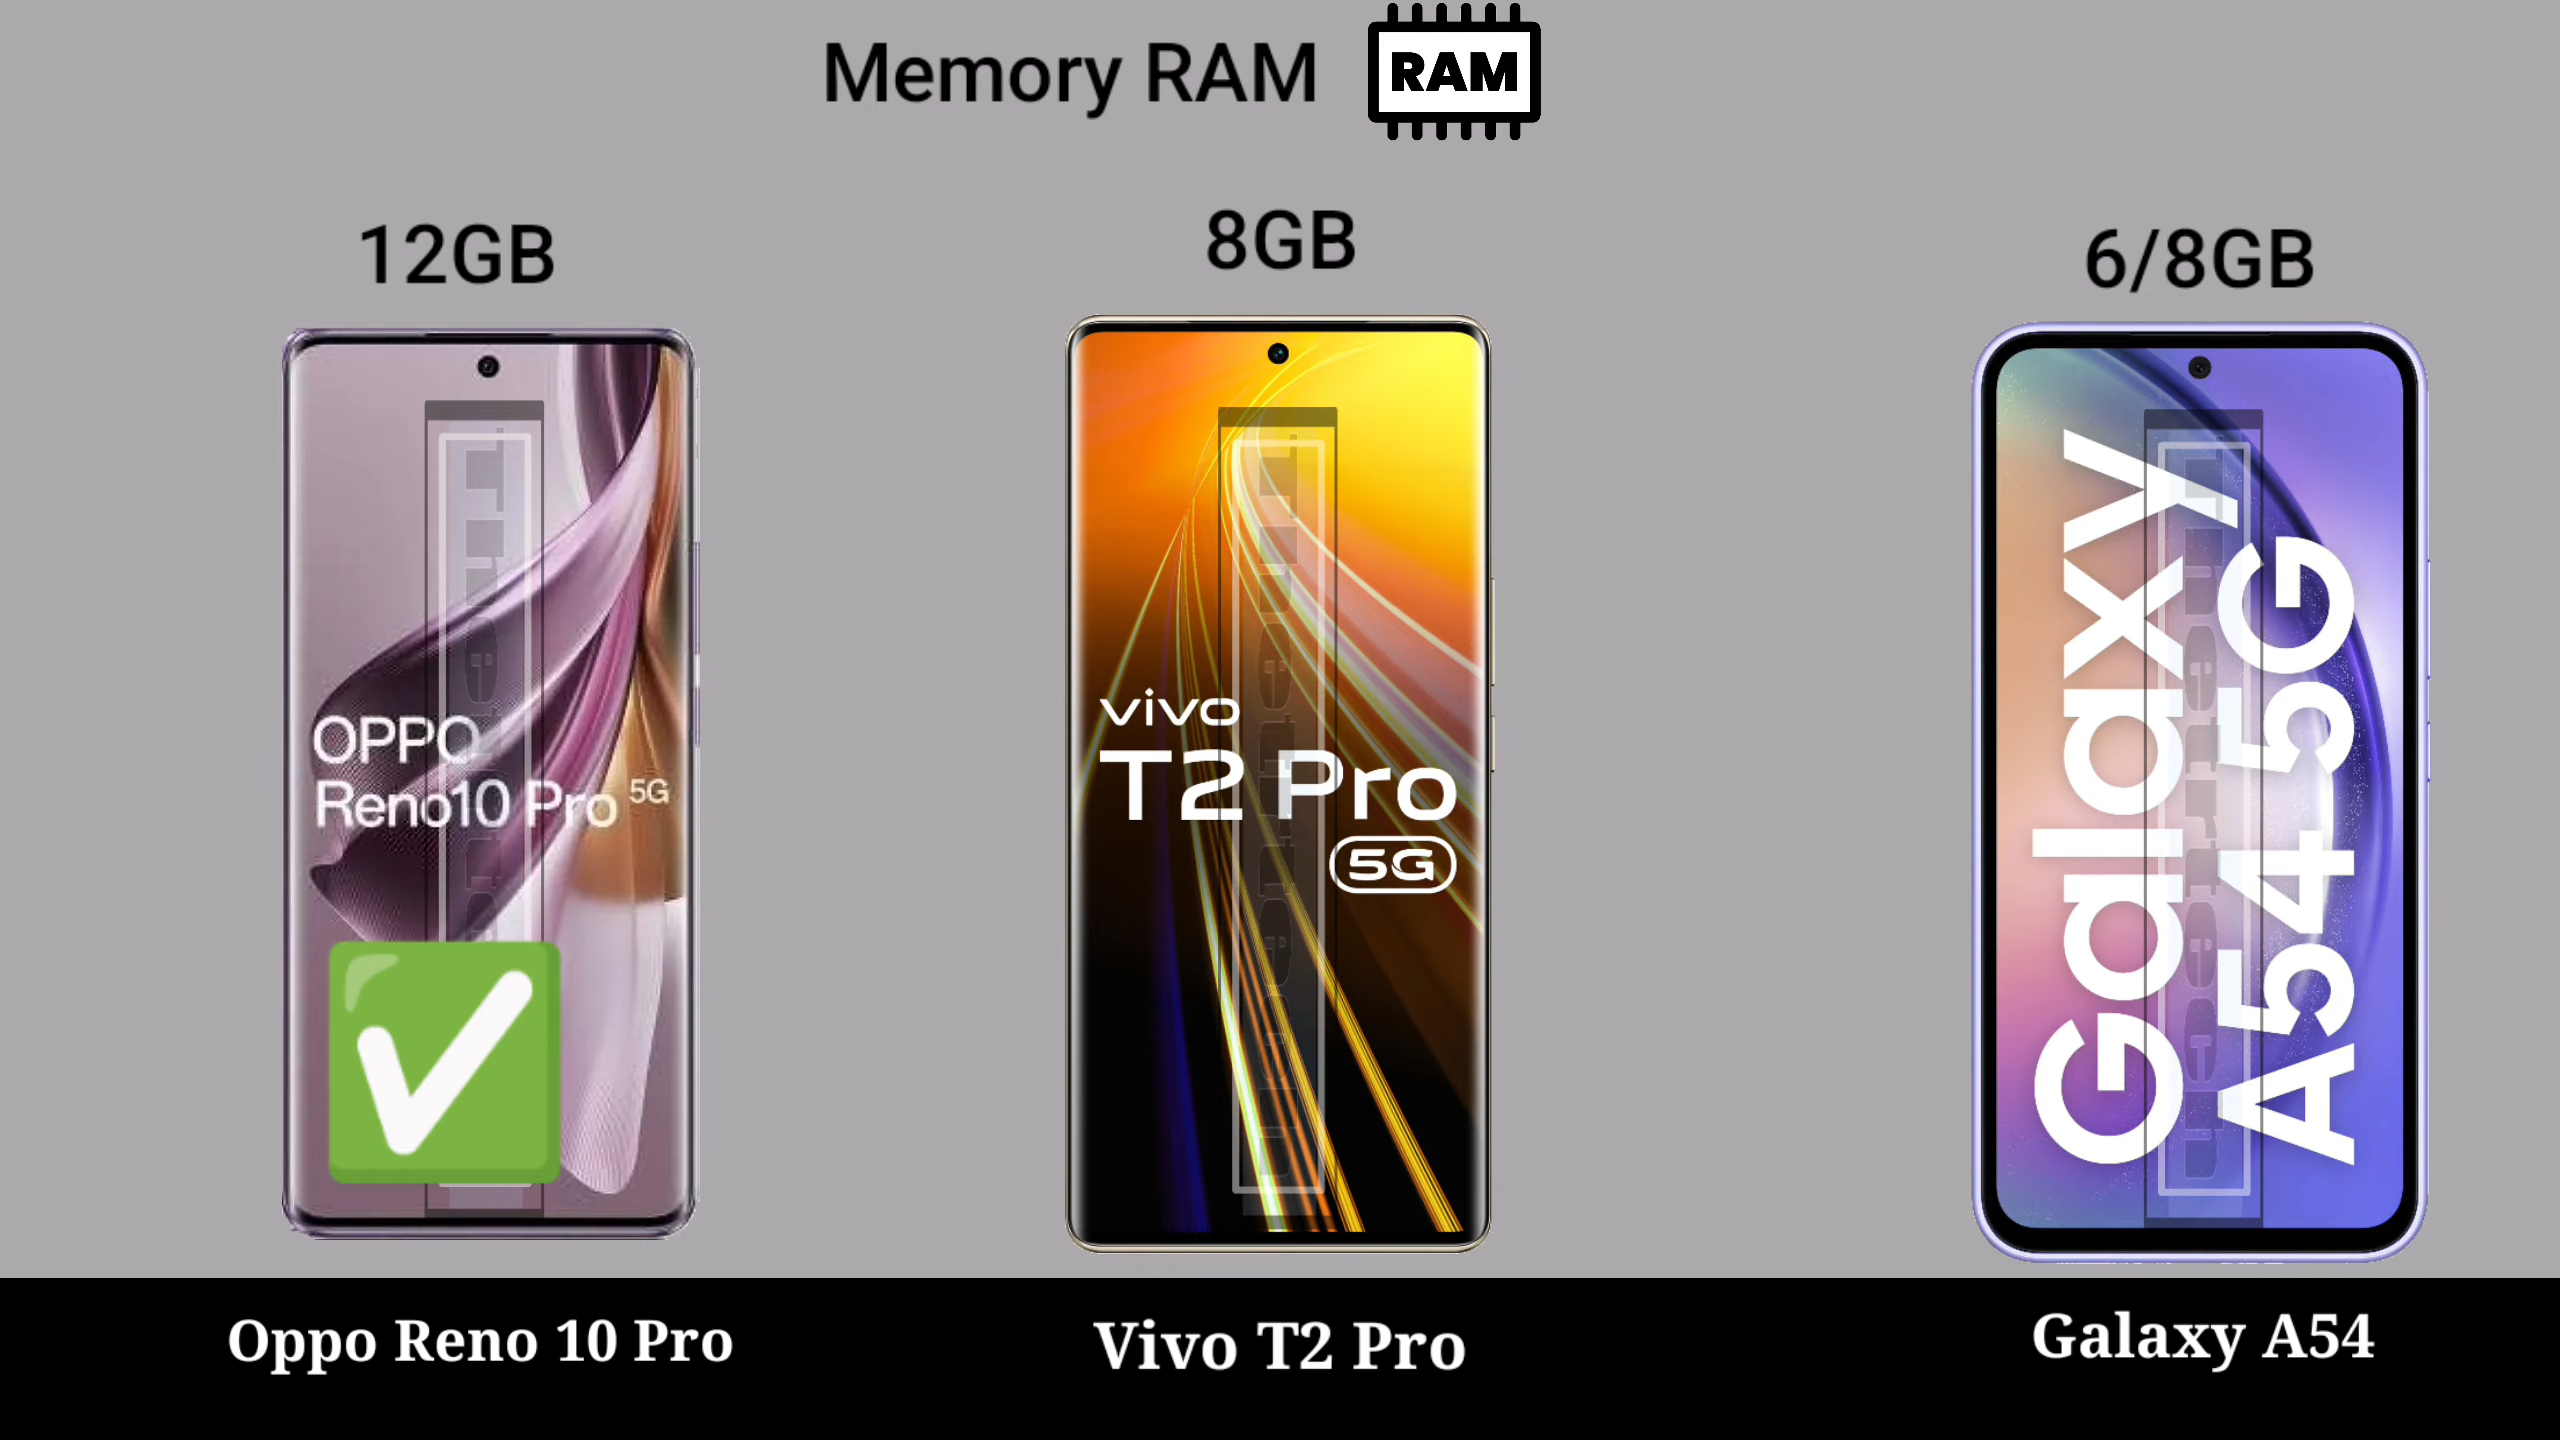 Memory RAM
RAM
12GB
8GB
6/8GB
OPPO
Reno10 Pro 5G
vivo
T2 Pro
5G
Galaxy
A54 5G
Oppo Reno 10 Pro
Vivo T2 Pro
Galaxy A54